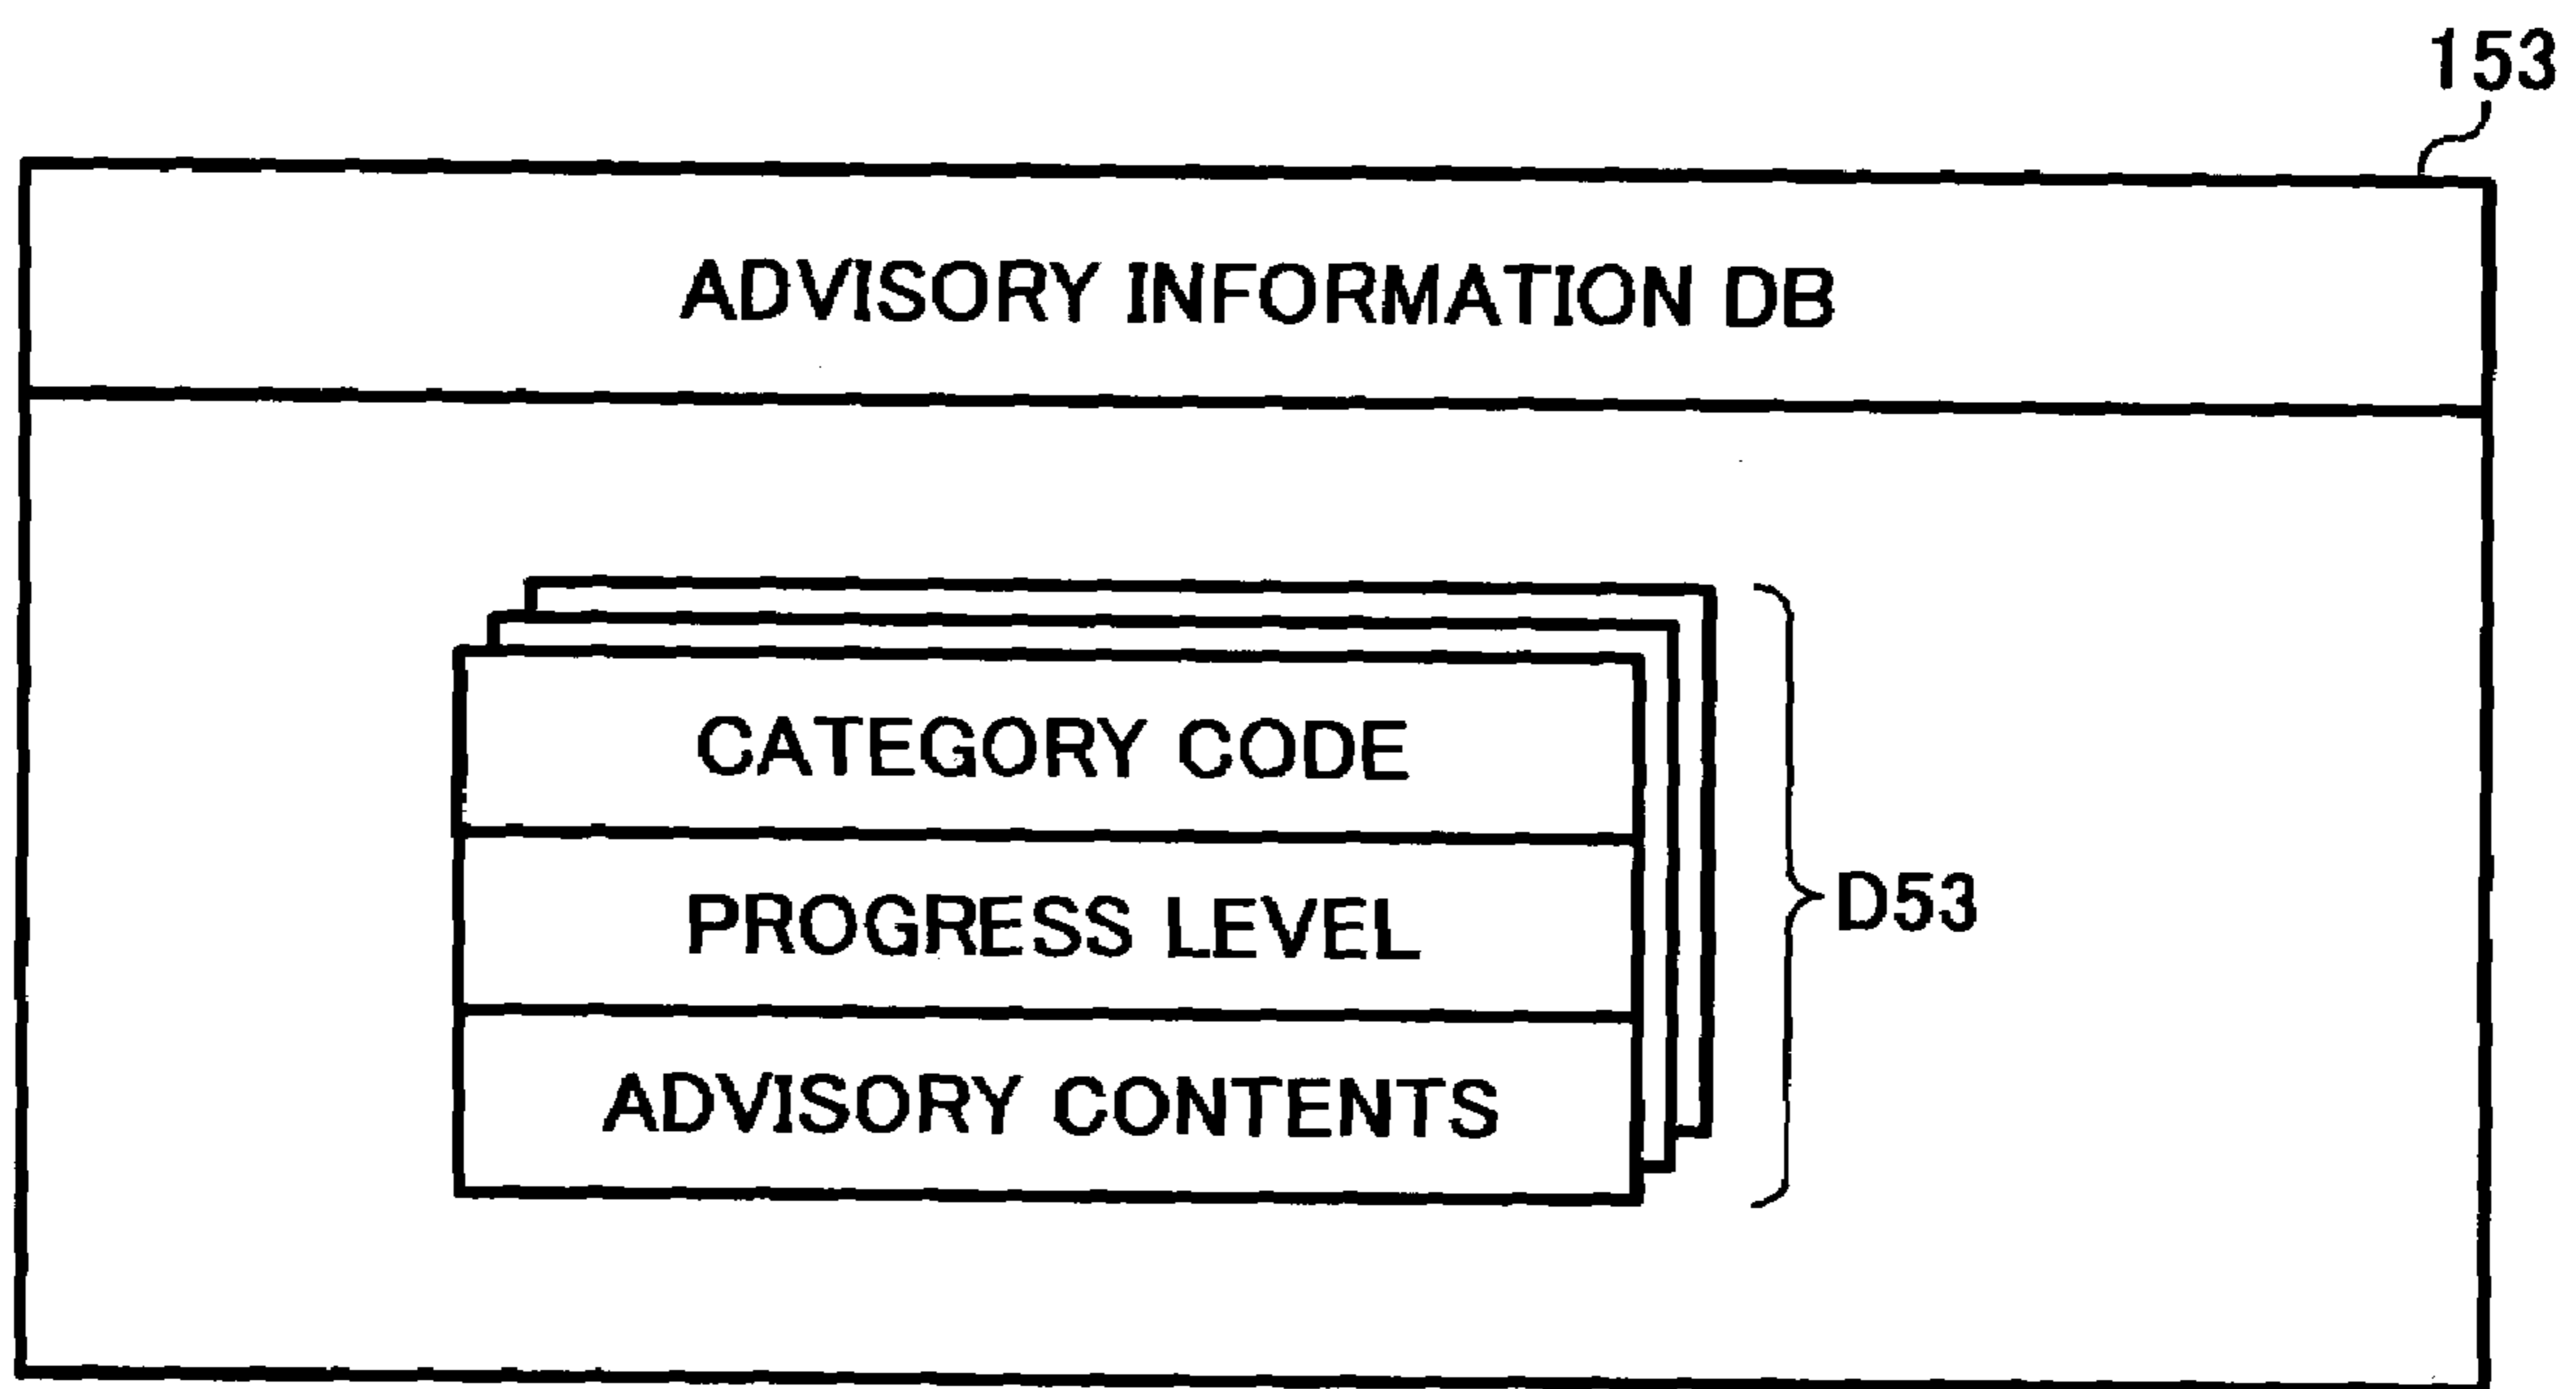 153
ADVISORY INFORMATION DB
CATEGORY CODE
PROGRESS LEVEL
D53
ADVISORY CONTENTS